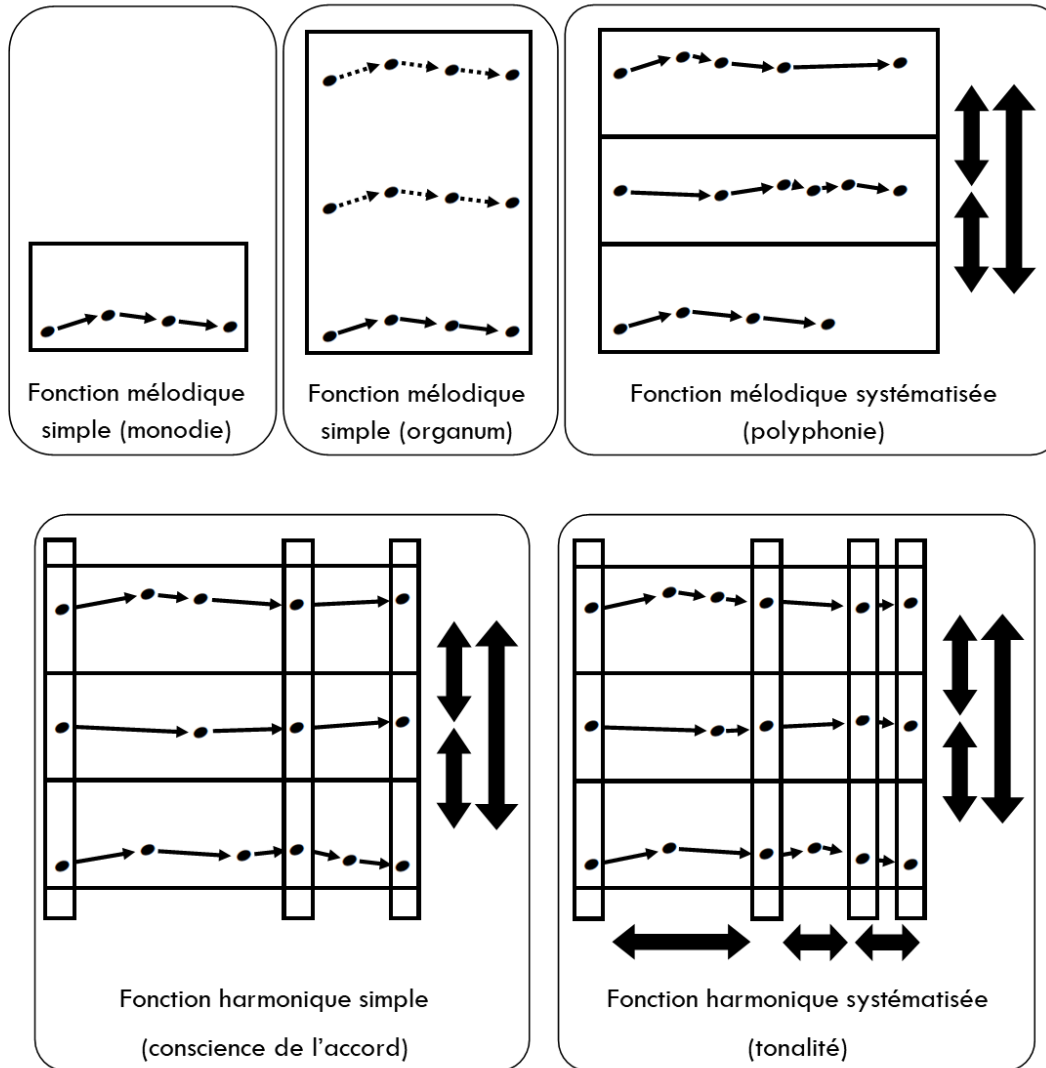 Fonction mélodique
simple (monodie)
Fonction mélodique
simple (organum)
Fonction mélodique systématisée
(polyphonie)
Fonction harmonique simple
(conscience de l'accord)
Fonction harmonique systématisée
(tonalité)